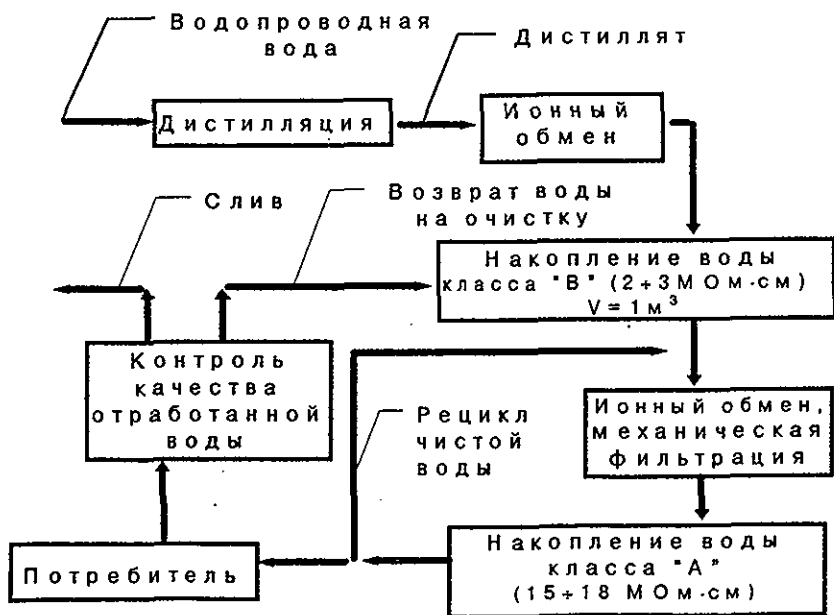 Водопроводная
вода
Дистиллят
Дистилляция
Ионный
обмен
Слив
Возврат воды
на очистку
Накопление воды
класса "В" (2÷3 МОм·см)
V = 1 м³
Контроль
качества
отработанной
воды
Рецикл
чистой
воды
Ионный обмен,
механическая
фильтрация
Потребитель
Накопление воды
класса "А"
(15÷18 МОм·см)